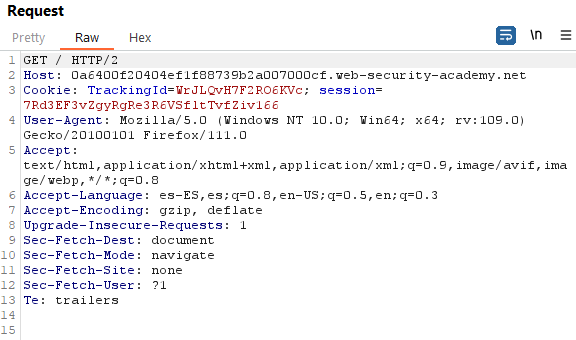 Request
Pretty Raw Hex \n
1 GET / HTTP/2
2 Host: 0a6400f20404ef1f88739b2a007000cf.web-security-academy.net
3 Cookie: TrackingId=WrJLQvH7F2RO6KVc; session=
7Rd3EF3vZgyRgRe3R6VSfltTvfZiv166
4 User-Agent: Mozilla/5.0 (Windows NT 10.0; Win64; x64; rv:109.0)
Gecko/20100101 Firefox/111.0
5 Accept:
text/html,application/xhtml+xml,application/xml;q=0.9,image/avif,ima
ge/webp,*/*;q=0.8
6 Accept-Language: es-ES,es;q=0.8,en-US;q=0.5,en;q=0.3
7 Accept-Encoding: gzip, deflate
8 Upgrade-Insecure-Requests: 1
9 Sec-Fetch-Dest: document
10 Sec-Fetch-Mode: navigate
11 Sec-Fetch-Site: none
12 Sec-Fetch-User: ?1
13 Te: trailers
14
15